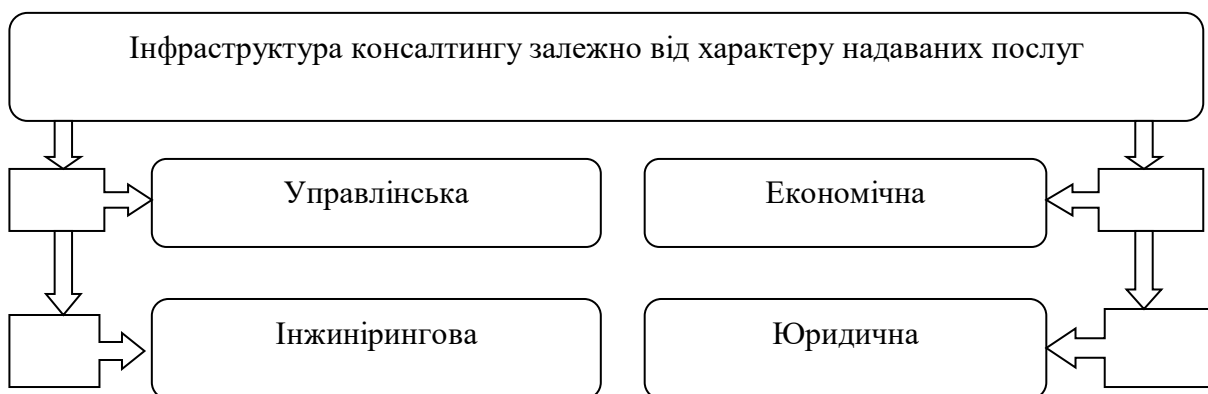 Інфраструктура консалтингу залежно від характеру надаваних послуг
Управлінська
Економічна
Інжинірингова
Юридична